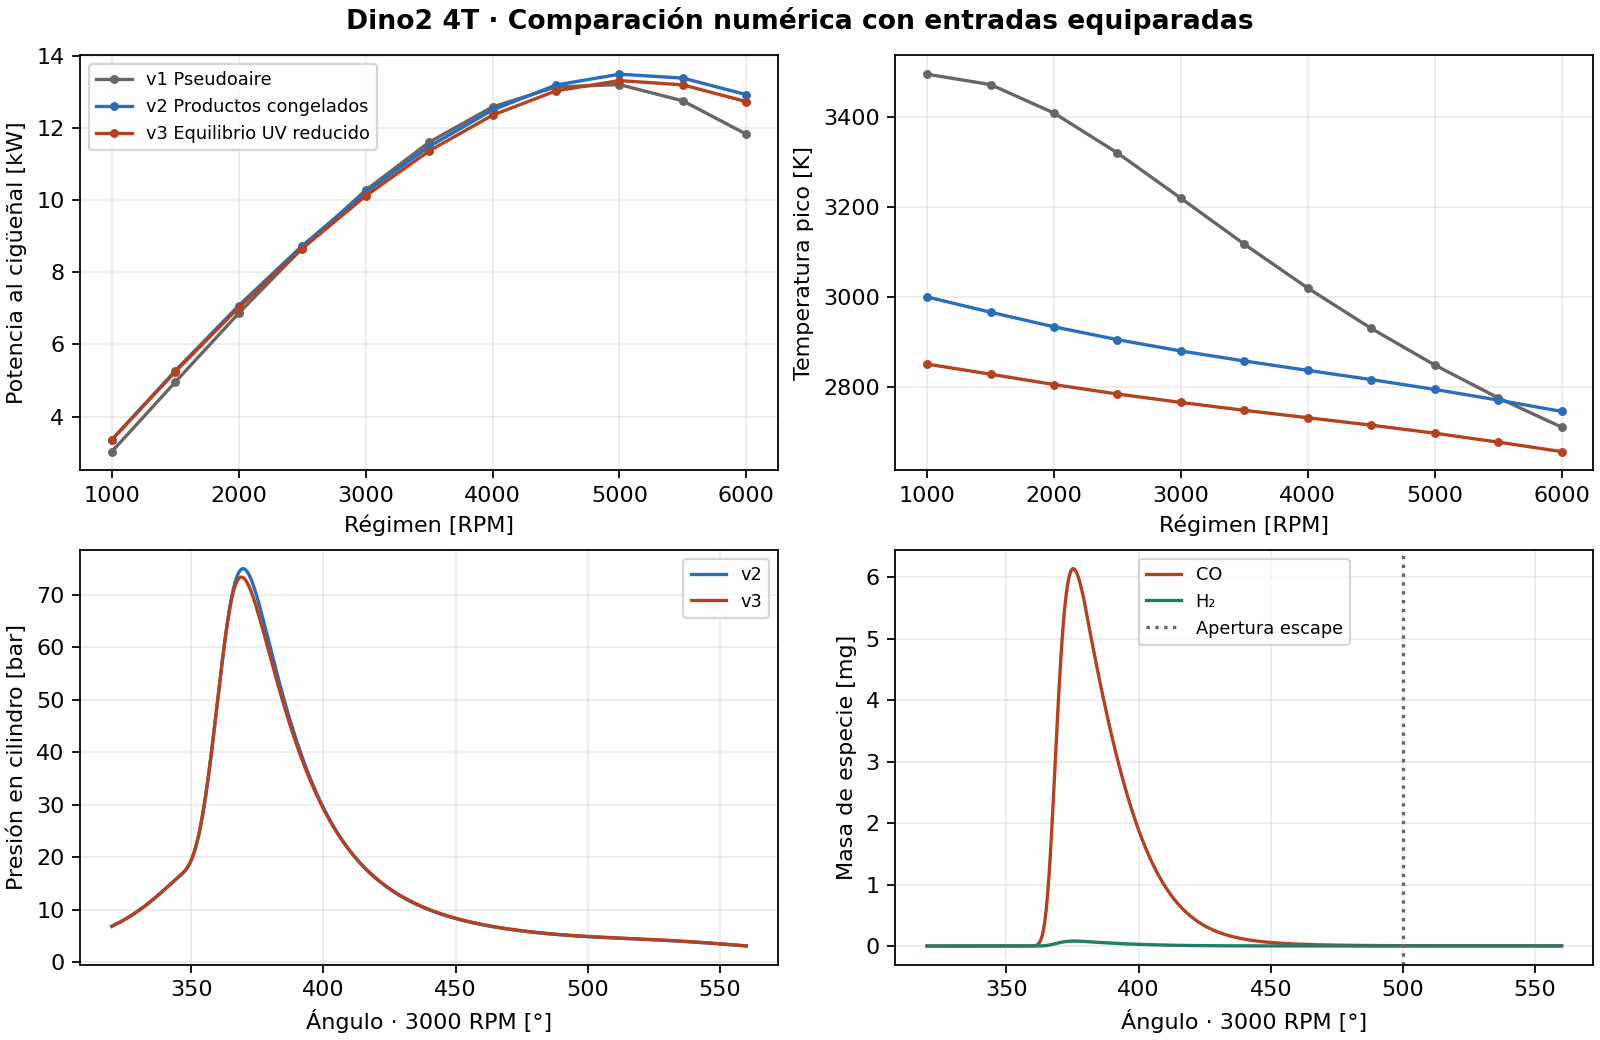 Dino2 4T · Comparación numérica con entradas equiparadas
Potencia al cigüeñal [kW]
14
12
10
8
6
4
v1 Pseudoaire
v2 Productos congelados
v3 Equilibrio UV reducido
1000 2000 3000 4000 5000 6000
Régimen [RPM]
Temperatura pico [K]
3400
3200
3000
2800
1000 2000 3000 4000 5000 6000
Régimen [RPM]
Presión en cilindro [bar]
70
60
50
40
30
20
10
0
v2
v3
350 400 450 500 550
Ángulo · 3000 RPM [°]
Masa de especie [mg]
6
5
4
3
2
1
0
CO
H₂
Apertura escape
350 400 450 500 550
Ángulo · 3000 RPM [°]